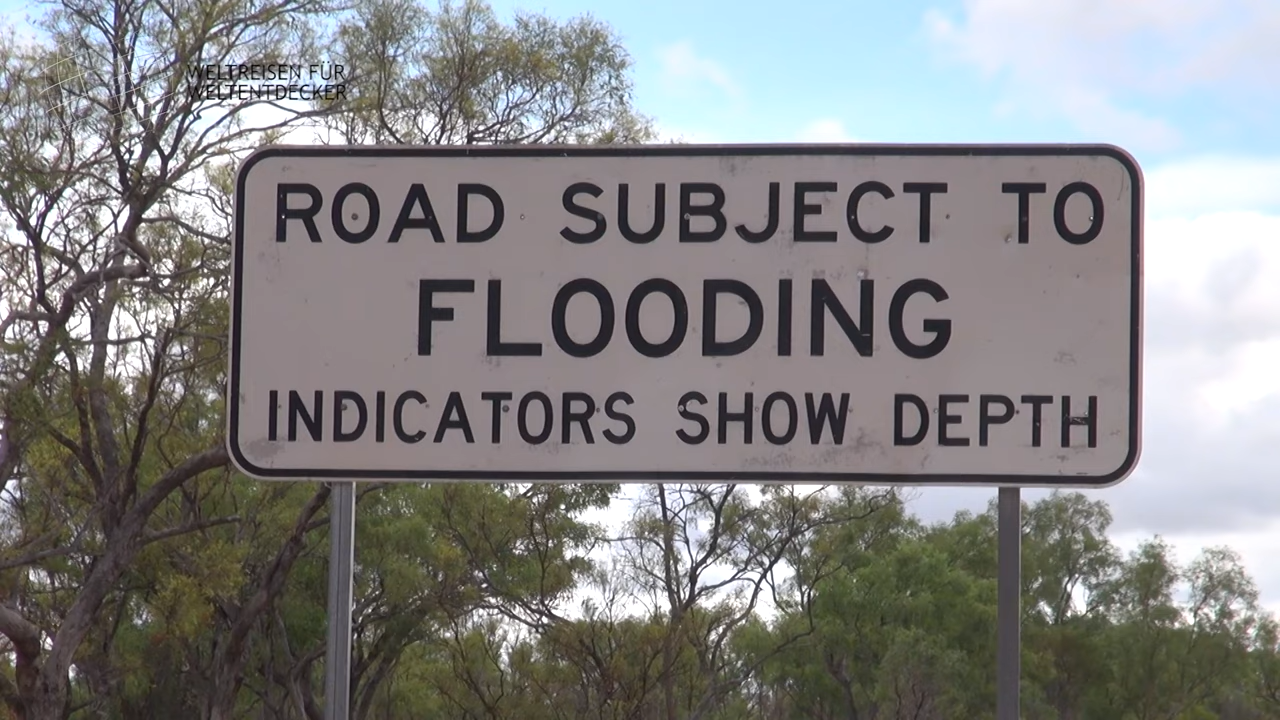 WELTREISEN FÜR
WELTENTDECKER
ROAD SUBJECT TO
FLOODING
INDICATORS SHOW DEPTH